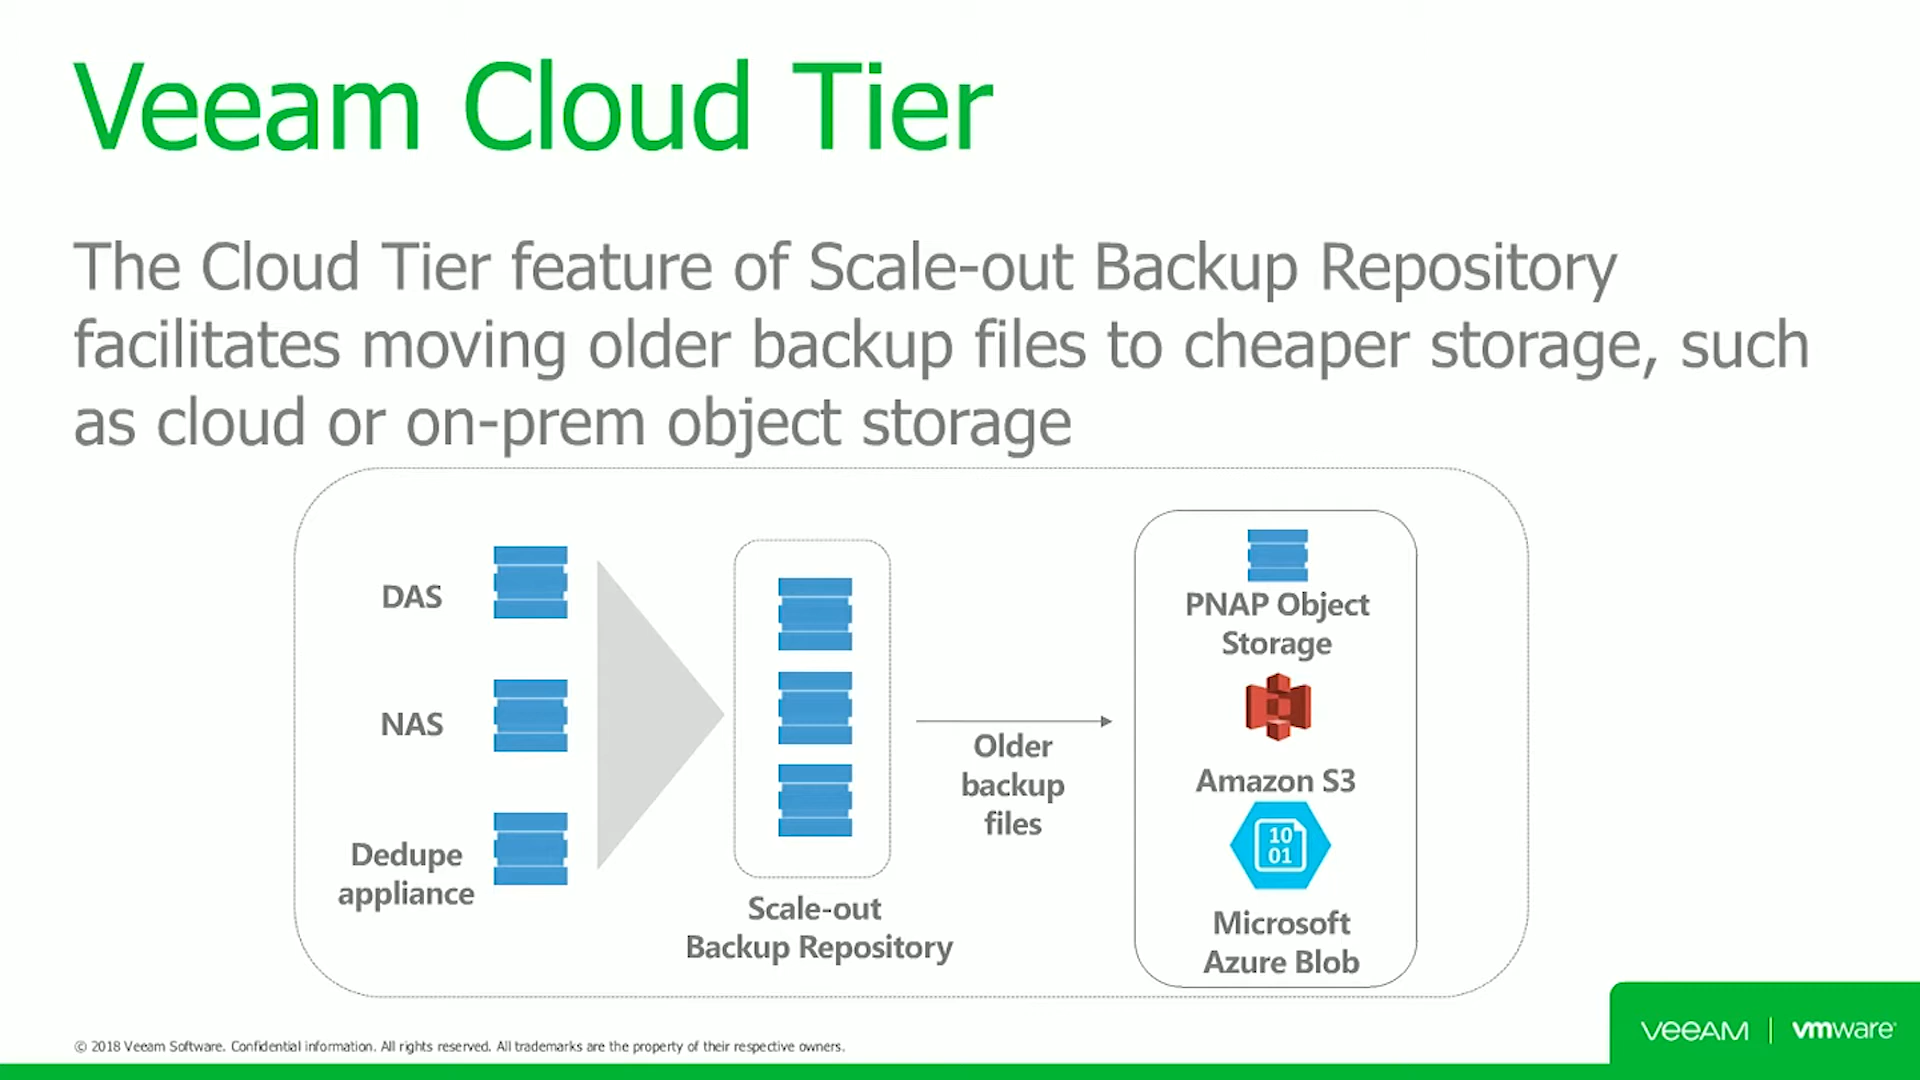 Veeam Cloud Tier
The Cloud Tier feature of Scale-out Backup Repository
facilitates moving older backup files to cheaper storage, such
as cloud or on-prem object storage
DAS
NAS
Dedupe
appliance
Scale-out
Backup Repository
Older
backup
files
PNAP Object
Storage
Amazon S3
10
01
Microsoft
Azure Blob
© 2018 Veeam Software. Confidential information. All rights reserved. All trademarks are the property of their respective owners.
VEEAM | vmware®